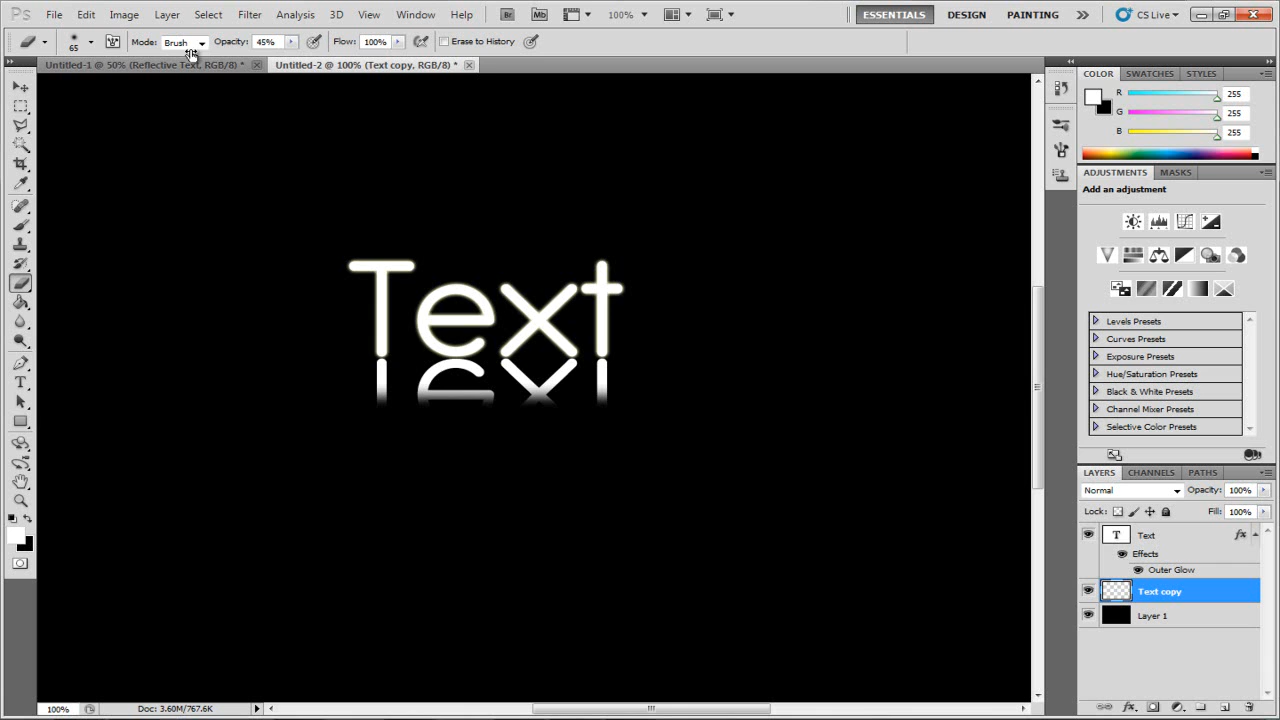 Ps File Edit Image Layer Select Filter Analysis 3D View Window Help Br Mb 100% ESSENTIALS DESIGN PAINTING CS Live
65 Mode: Brush Opacity: 45% Flow: 100% Erase to History
Untitled-1 @ 50% (Reflective Text, RGB/8) * Untitled-2 @ 100% (Text copy, RGB/8) *
COLOR SWATCHES STYLES
R 255
G 255
B 255
ADJUSTMENTS MASKS
Add an adjustment
Text
Levels Presets
Curves Presets
Exposure Presets
Hue/Saturation Presets
Black & White Presets
Channel Mixer Presets
Selective Color Presets
LAYERS CHANNELS PATHS
Normal Opacity: 100%
Lock: Fill: 100%
T Text fx
Effects
Outer Glow
Text copy
Layer 1
100% Doc: 3.60M/767.6K